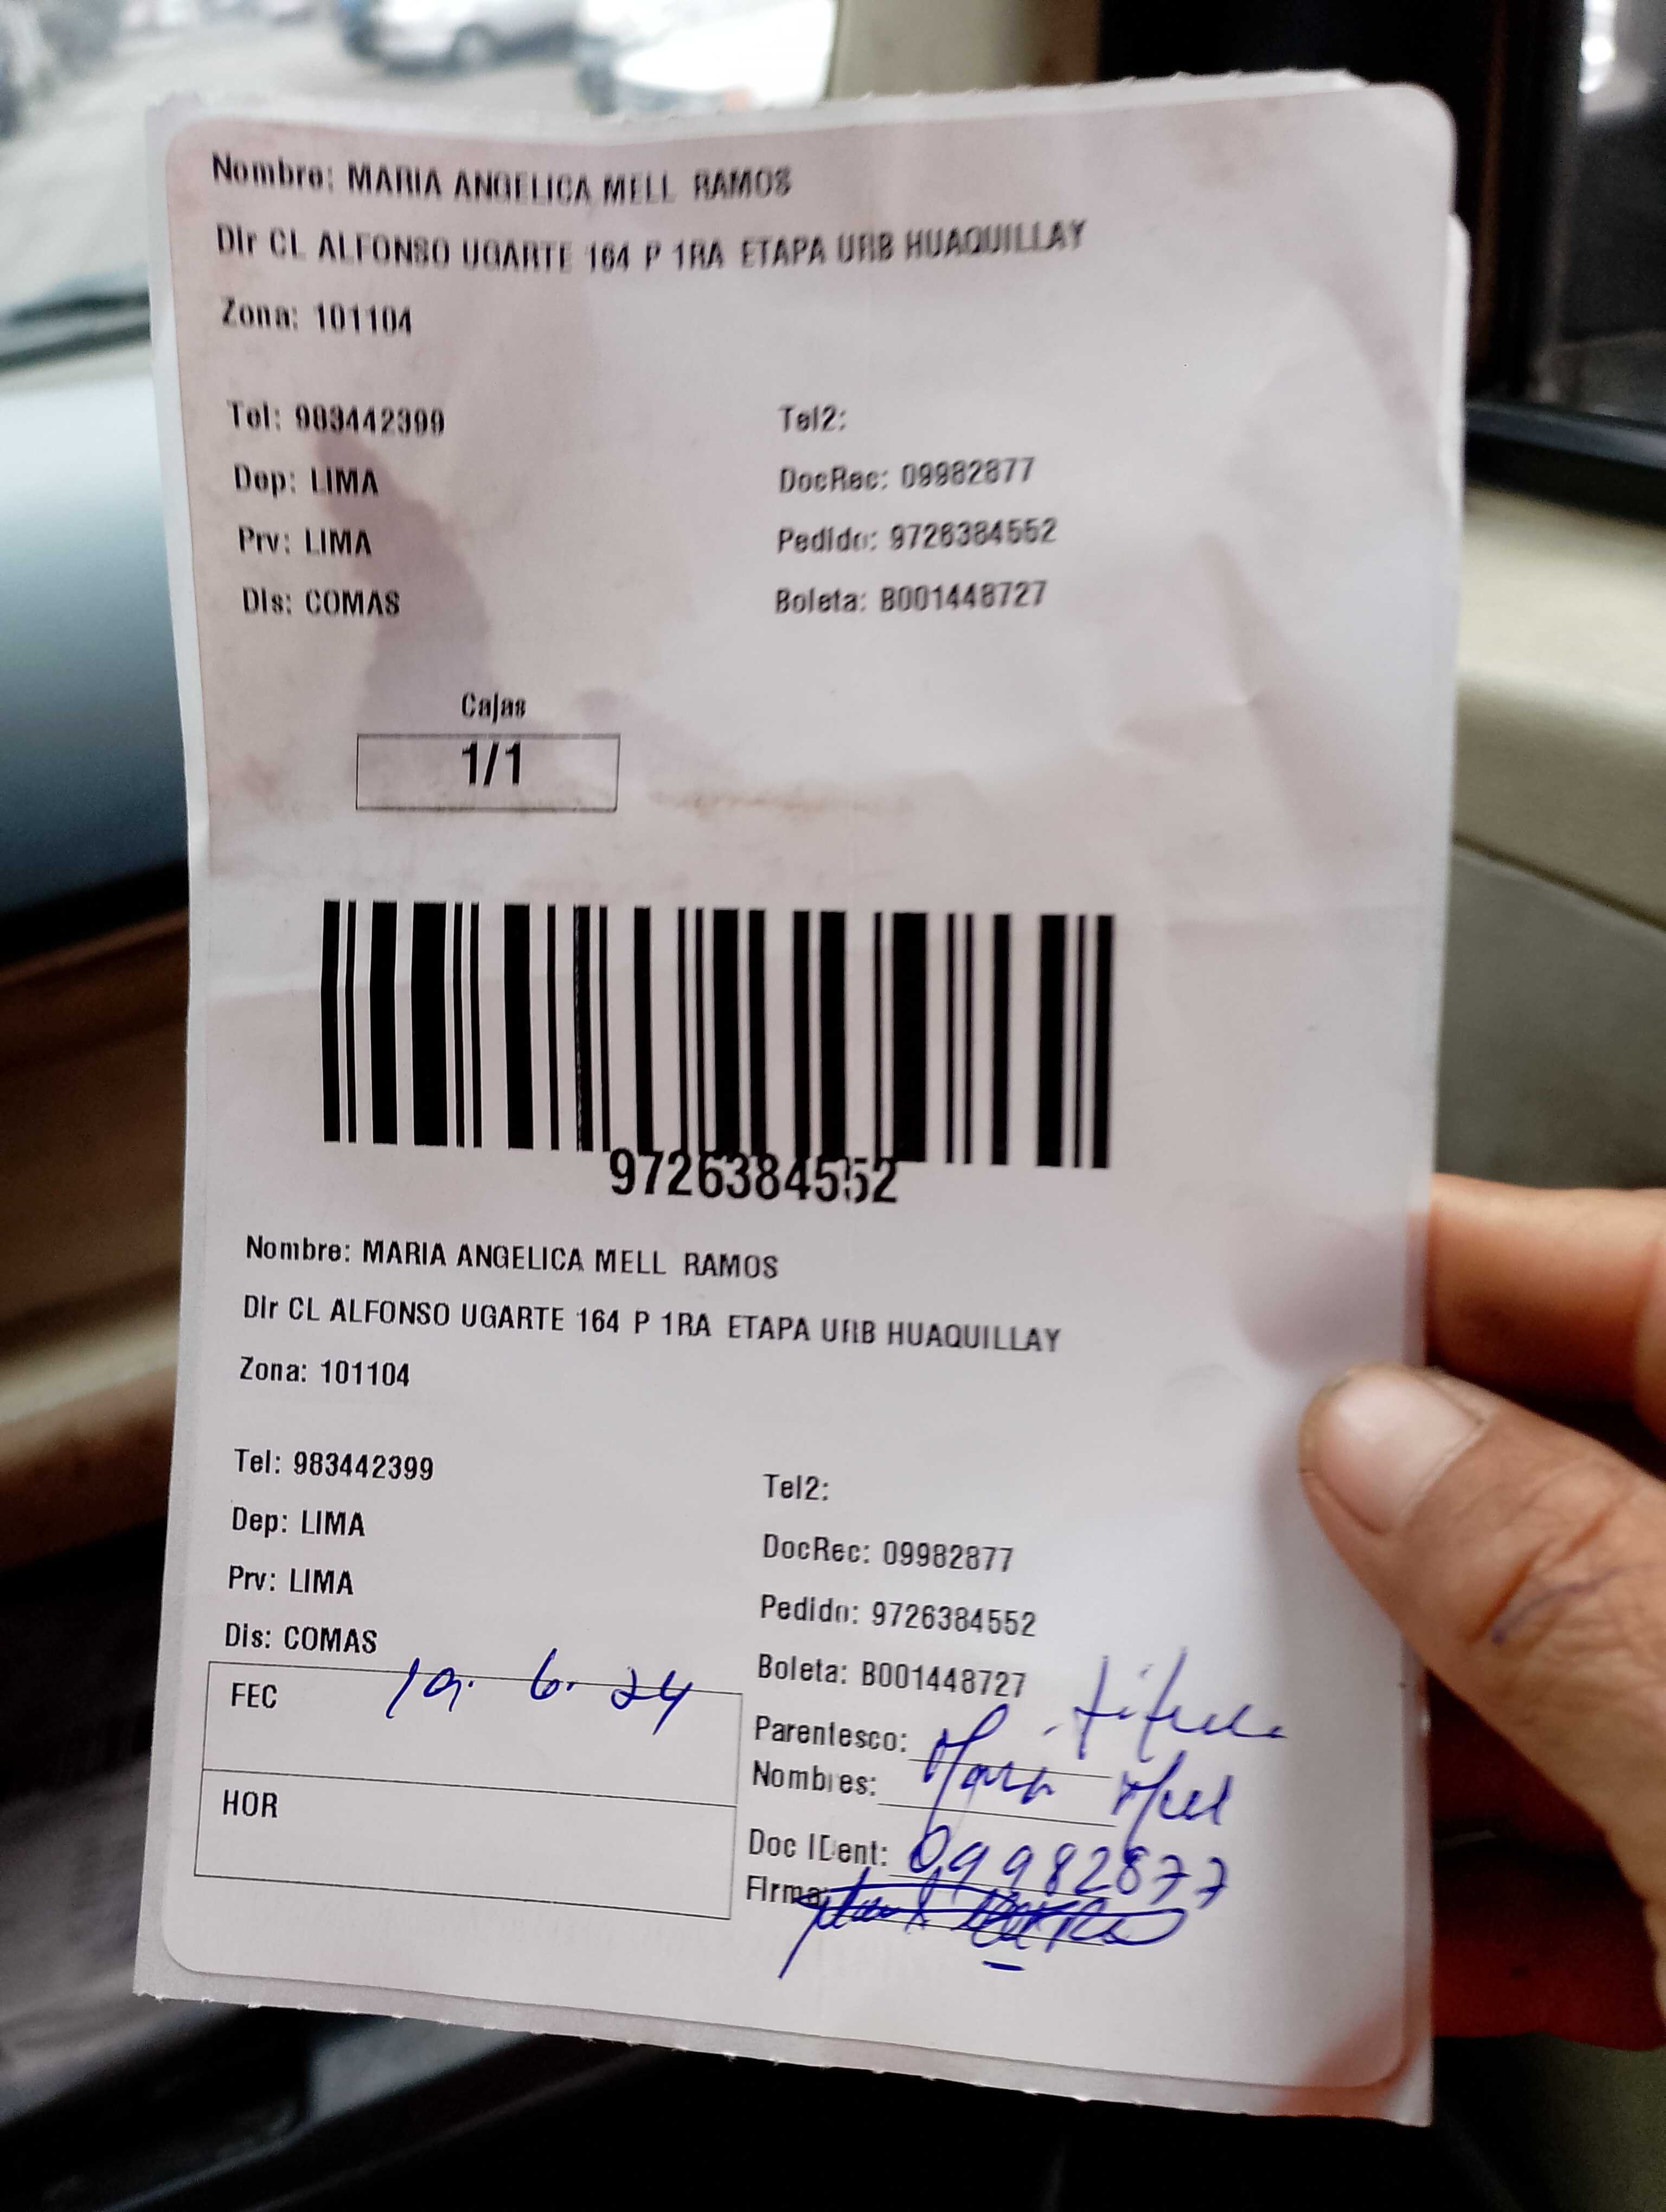 Nombre: MARIA ANGELICA MELL RAMOS
Dir CL ALFONSO UGARTE 164 P 1RA ETAPA URB HUAQUILLAY
Zona: 101104
Tel: 983442399 Tel2:
Dep: LIMA DocRec: 09982877
Prv: LIMA Pedido: 9726384552
Dis: COMAS Boleta: B001448727
Cajas
1/1
9726384552
Nombre: MARIA ANGELICA MELL RAMOS
Dir CL ALFONSO UGARTE 164 P 1RA ETAPA URB HUAQUILLAY
Zona: 101104
Tel: 983442399 Tel2:
Dep: LIMA DocRec: 09982877
Prv: LIMA Pedido: 9726384552
Dis: COMAS Boleta: B001448727
FEC 19. 6. 24
Parentesco: titular
Nombres: Maria Mell
HOR
Doc IDent: 09982877
Firma: